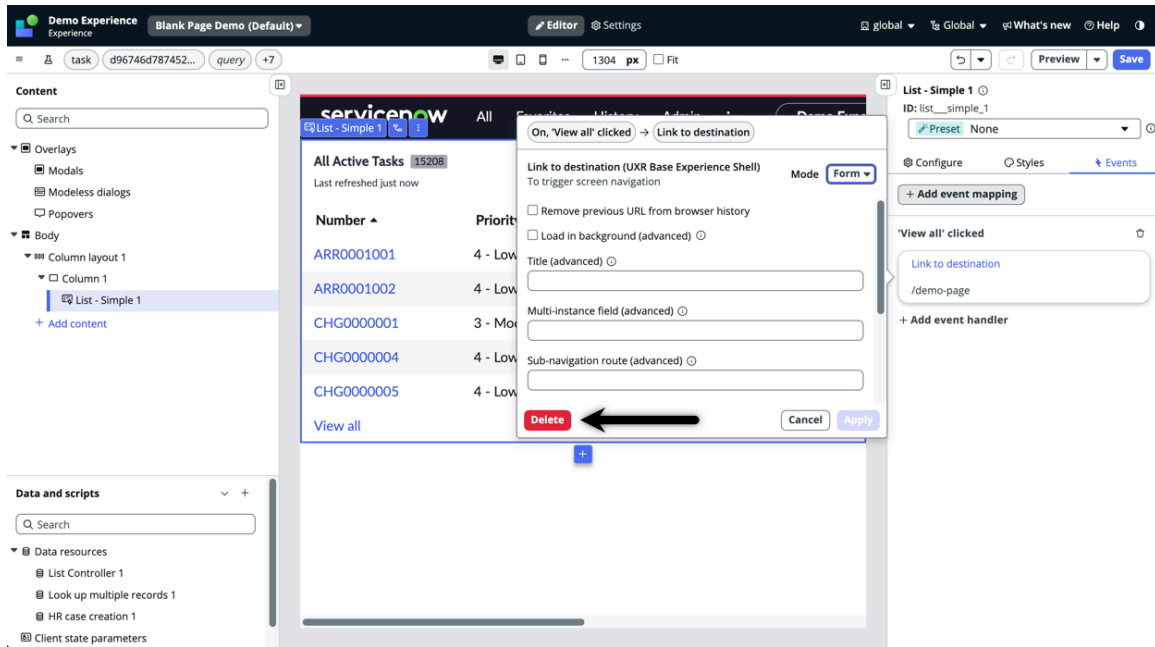 Demo Experience
Experience
Blank Page Demo (Default)
Editor
Settings
global
Global
What's new
Help
task
d96746d787452...
query
+7
1304 px
Fit
Preview
Save
Content
Search
Overlays
Modals
Modeless dialogs
Popovers
Body
Column layout 1
Column 1
List - Simple 1
+ Add content
Data and scripts
Search
Data resources
List Controller 1
Look up multiple records 1
HR case creation 1
Client state parameters
servicenow
All
Favorites
History
Admin
List - Simple 1
All Active Tasks 15208
Last refreshed just now
Number
Priority
ARR0001001
4 - Low
ARR0001002
4 - Low
CHG0000001
3 - Mod
CHG0000004
4 - Low
CHG0000005
4 - Low
View all
On, 'View all' clicked → Link to destination
Link to destination (UXR Base Experience Shell)
To trigger screen navigation
Mode
Form
Remove previous URL from browser history
Load in background (advanced)
Title (advanced)
Multi-instance field (advanced)
Sub-navigation route (advanced)
Delete
Cancel
Apply
List - Simple 1
ID: list__simple_1
Preset None
Configure
Styles
Events
+ Add event mapping
'View all' clicked
Link to destination
/demo-page
+ Add event handler